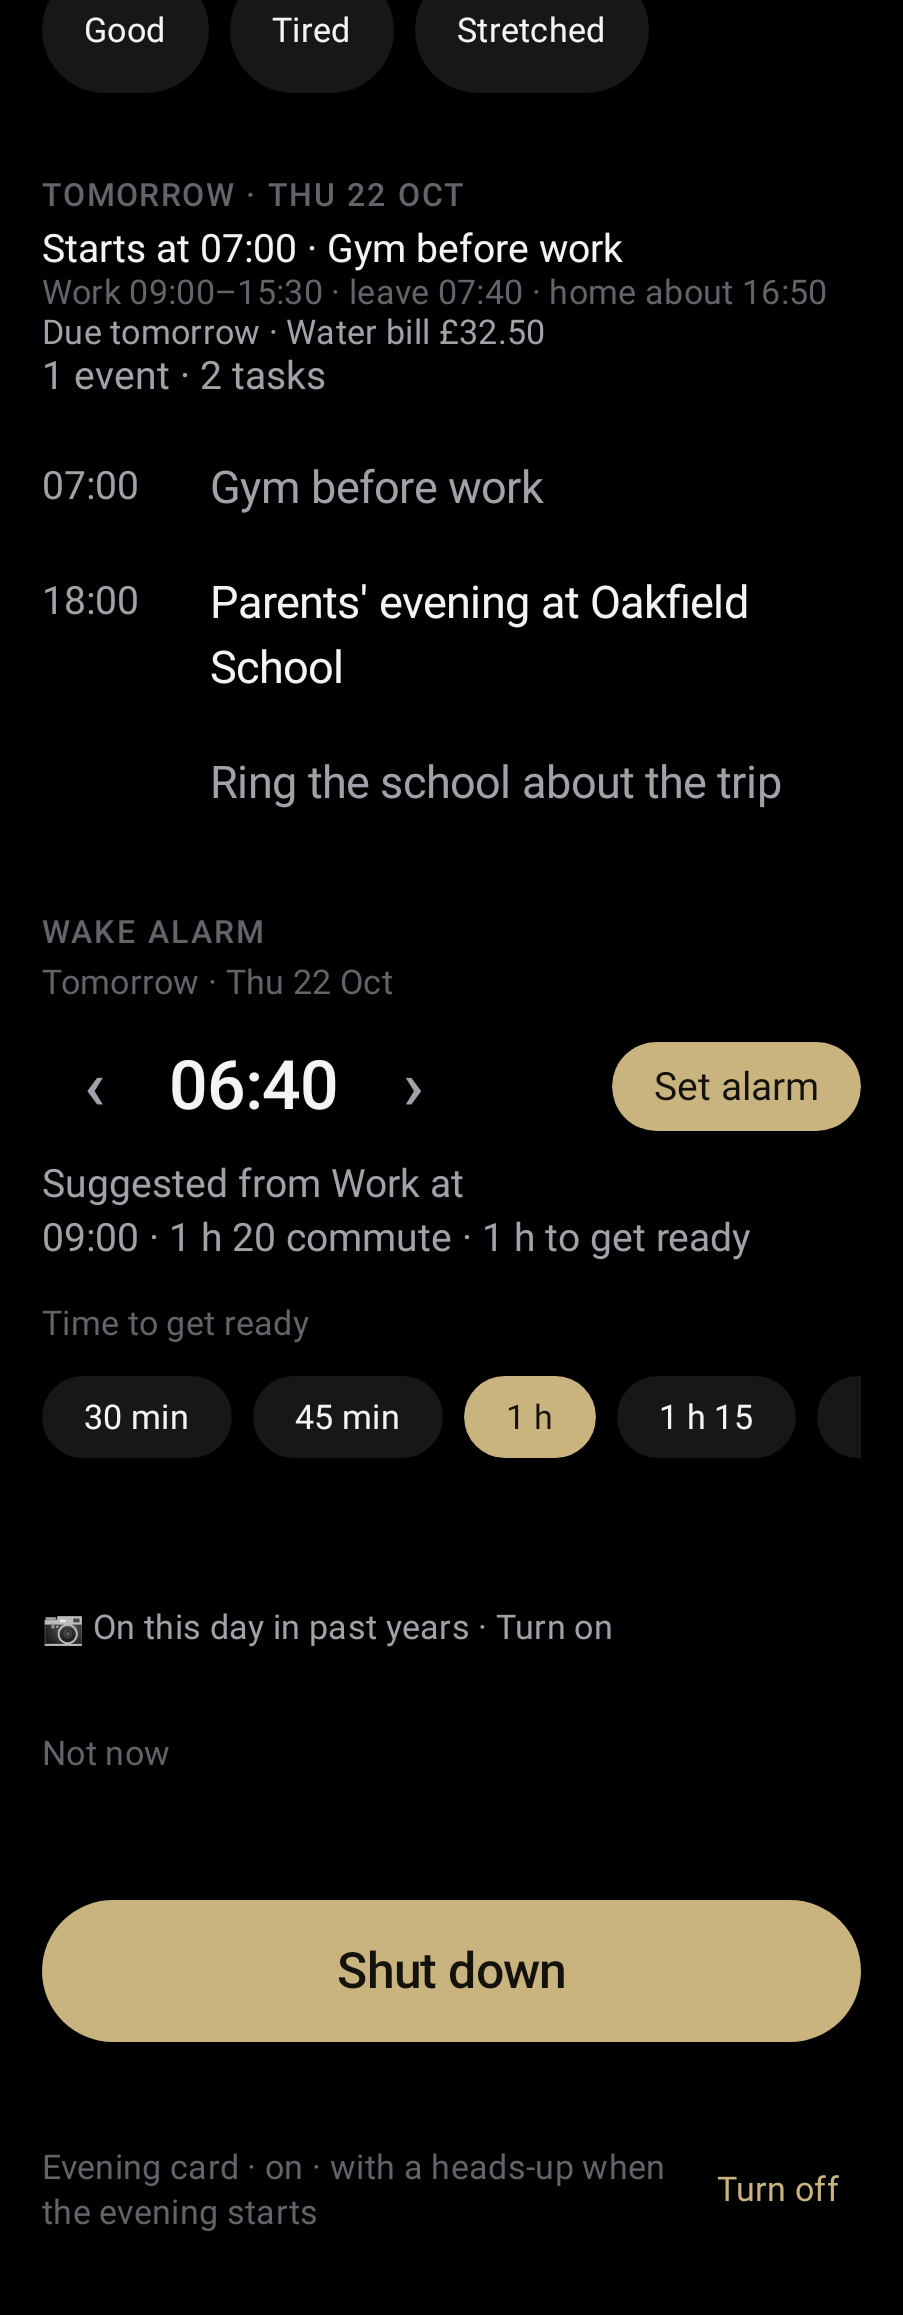 Good
Tired
Stretched
TOMORROW · THU 22 OCT
Starts at 07:00 · Gym before work
Work 09:00–15:30 · leave 07:40 · home about 16:50
Due tomorrow · Water bill £32.50
1 event · 2 tasks
07:00 Gym before work
18:00 Parents' evening at Oakfield
School
Ring the school about the trip
WAKE ALARM
Tomorrow · Thu 22 Oct
‹ 06:40 › Set alarm
Suggested from Work at
09:00 · 1 h 20 commute · 1 h to get ready
Time to get ready
30 min
45 min
1 h
1 h 15
On this day in past years · Turn on
Not now
Shut down
Evening card · on · with a heads-up when
the evening starts
Turn off